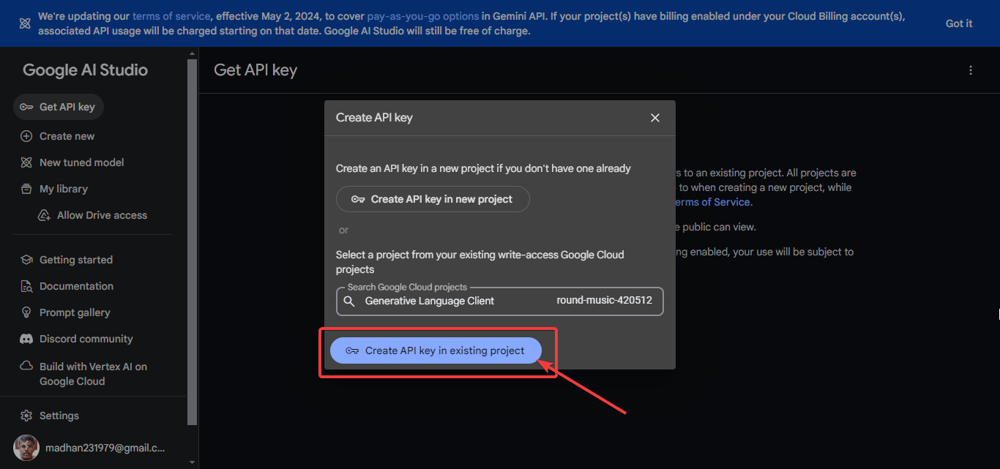 We're updating our terms of service, effective May 2, 2024, to cover pay-as-you-go options in Gemini API. If your project(s) have billing enabled under your Cloud Billing account(s),
associated API usage will be charged starting on that date. Google AI Studio will still be free of charge.
Got it
Google AI Studio
Get API key
Create new
New tuned model
My library
Allow Drive access
Getting started
Documentation
Prompt gallery
Discord community
Build with Vertex AI on
Google Cloud
Settings
madhan231979@gmail.c...
Get API key
Create API key
Create an API key in a new project if you don't have one already
Create API key in new project
or
Select a project from your existing write-access Google Cloud
projects
Search Google Cloud projects
Generative Language Client round-music-420512
Create API key in existing project
s to an existing project. All projects are
to when creating a new project, while
erms of Service.
e public can view.
ng enabled, your use will be subject to